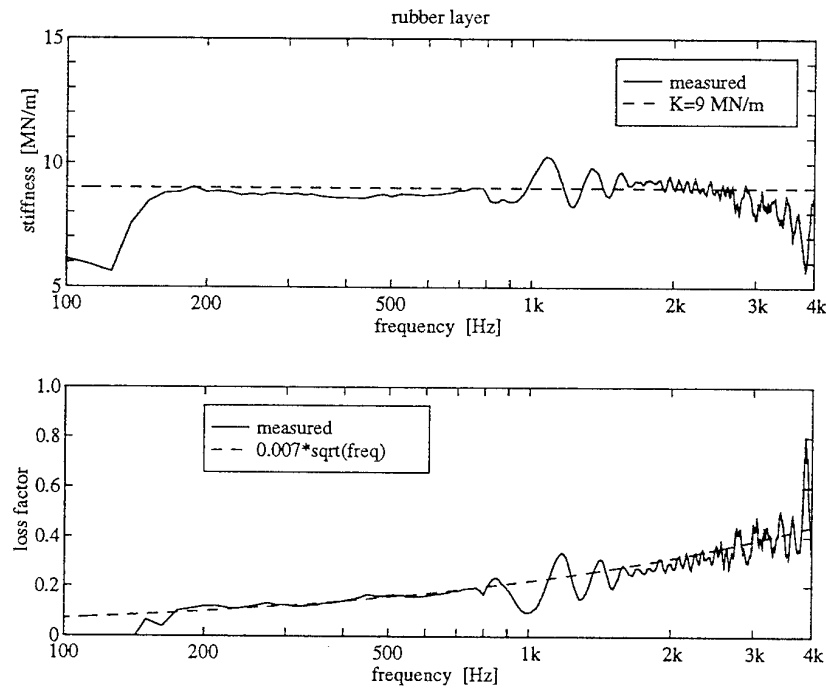 rubber layer
15
10
5
stiffness [MN/m]
measured
K=9 MN/m
100
200
500
1k
2k
3k
4k
frequency [Hz]
1.0
0.8
0.6
0.4
0.2
0
loss factor
measured
0.007*sqrt(freq)
100
200
500
1k
2k
3k
4k
frequency [Hz]